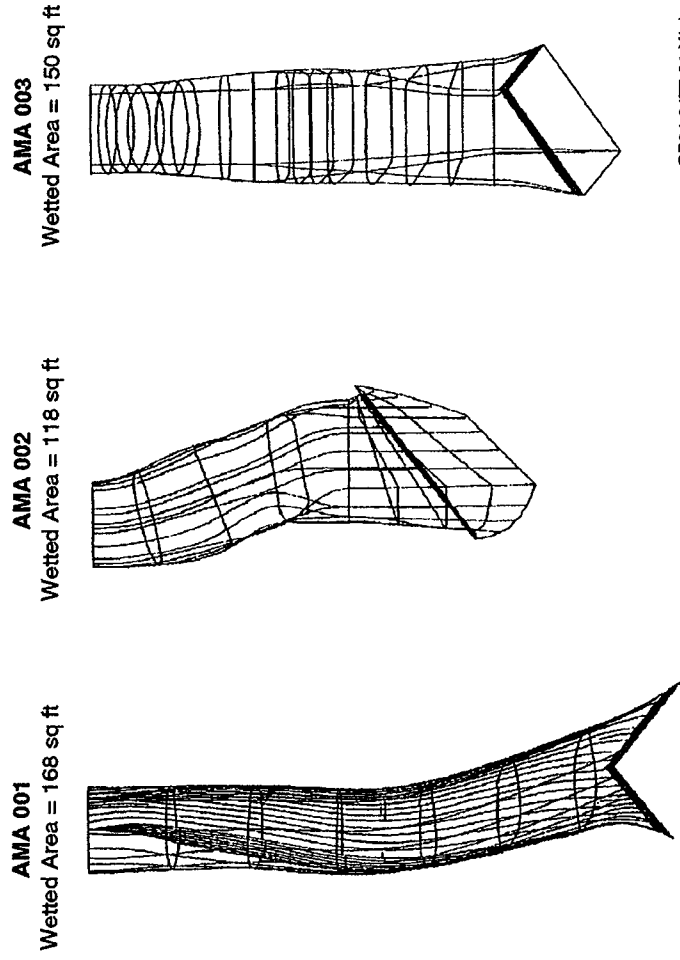 AMA 001
Wetted Area = 168 sq ft
AMA 002
Wetted Area = 118 sq ft
AMA 003
Wetted Area = 150 sq ft